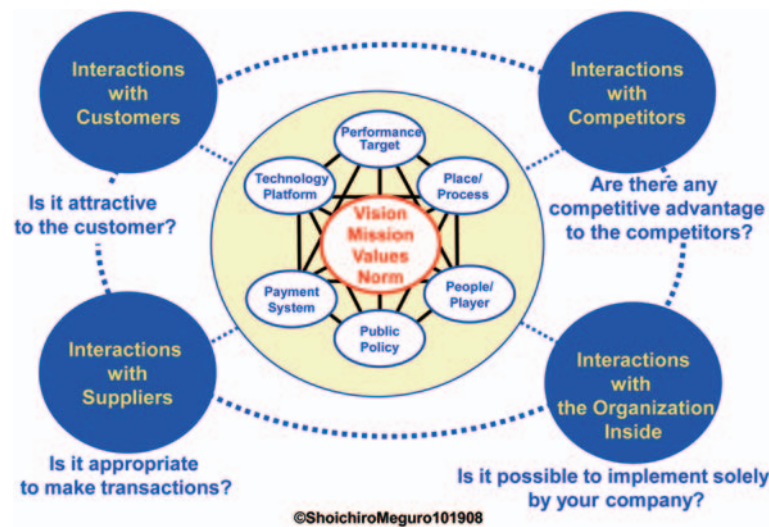 Interactions
with
Customers
Interactions
with
Competitors
Performance
Target
Technology
Platform
Place/
Process
Is it attractive
to the customer?
Are there any
competitive advantage
to the competitors?
Vision
Mission
Values
Norm
Payment
System
People/
Player
Public
Policy
Interactions
with
Suppliers
Interactions
with
the Organization
Inside
Is it appropriate
to make transactions?
Is it possible to implement solely
by your company?
©ShoichiroMeguro101908